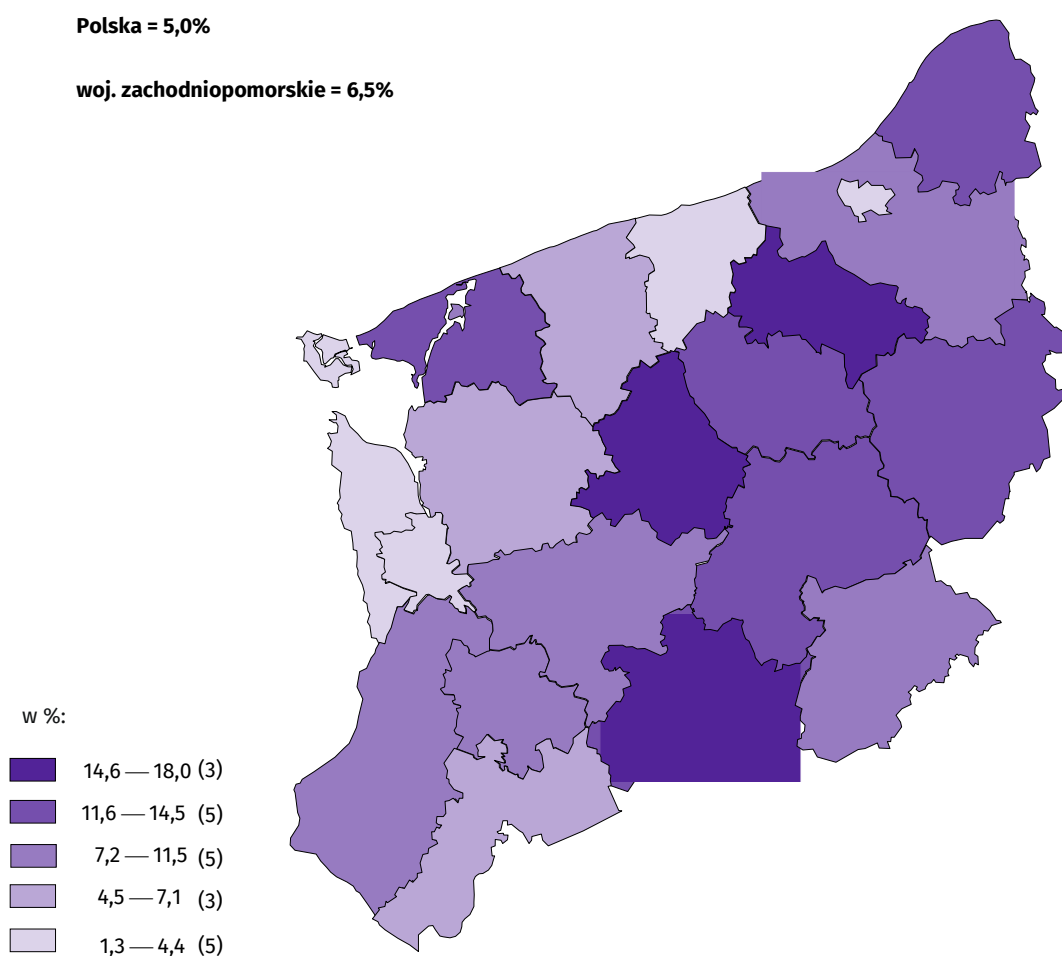 Polska = 5,0%
woj. zachodniopomorskie = 6,5%
w %:
14,6 — 18,0 (3)
11,6 — 14,5 (5)
7,2 — 11,5 (5)
4,5 — 7,1 (3)
1,3 — 4,4 (5)